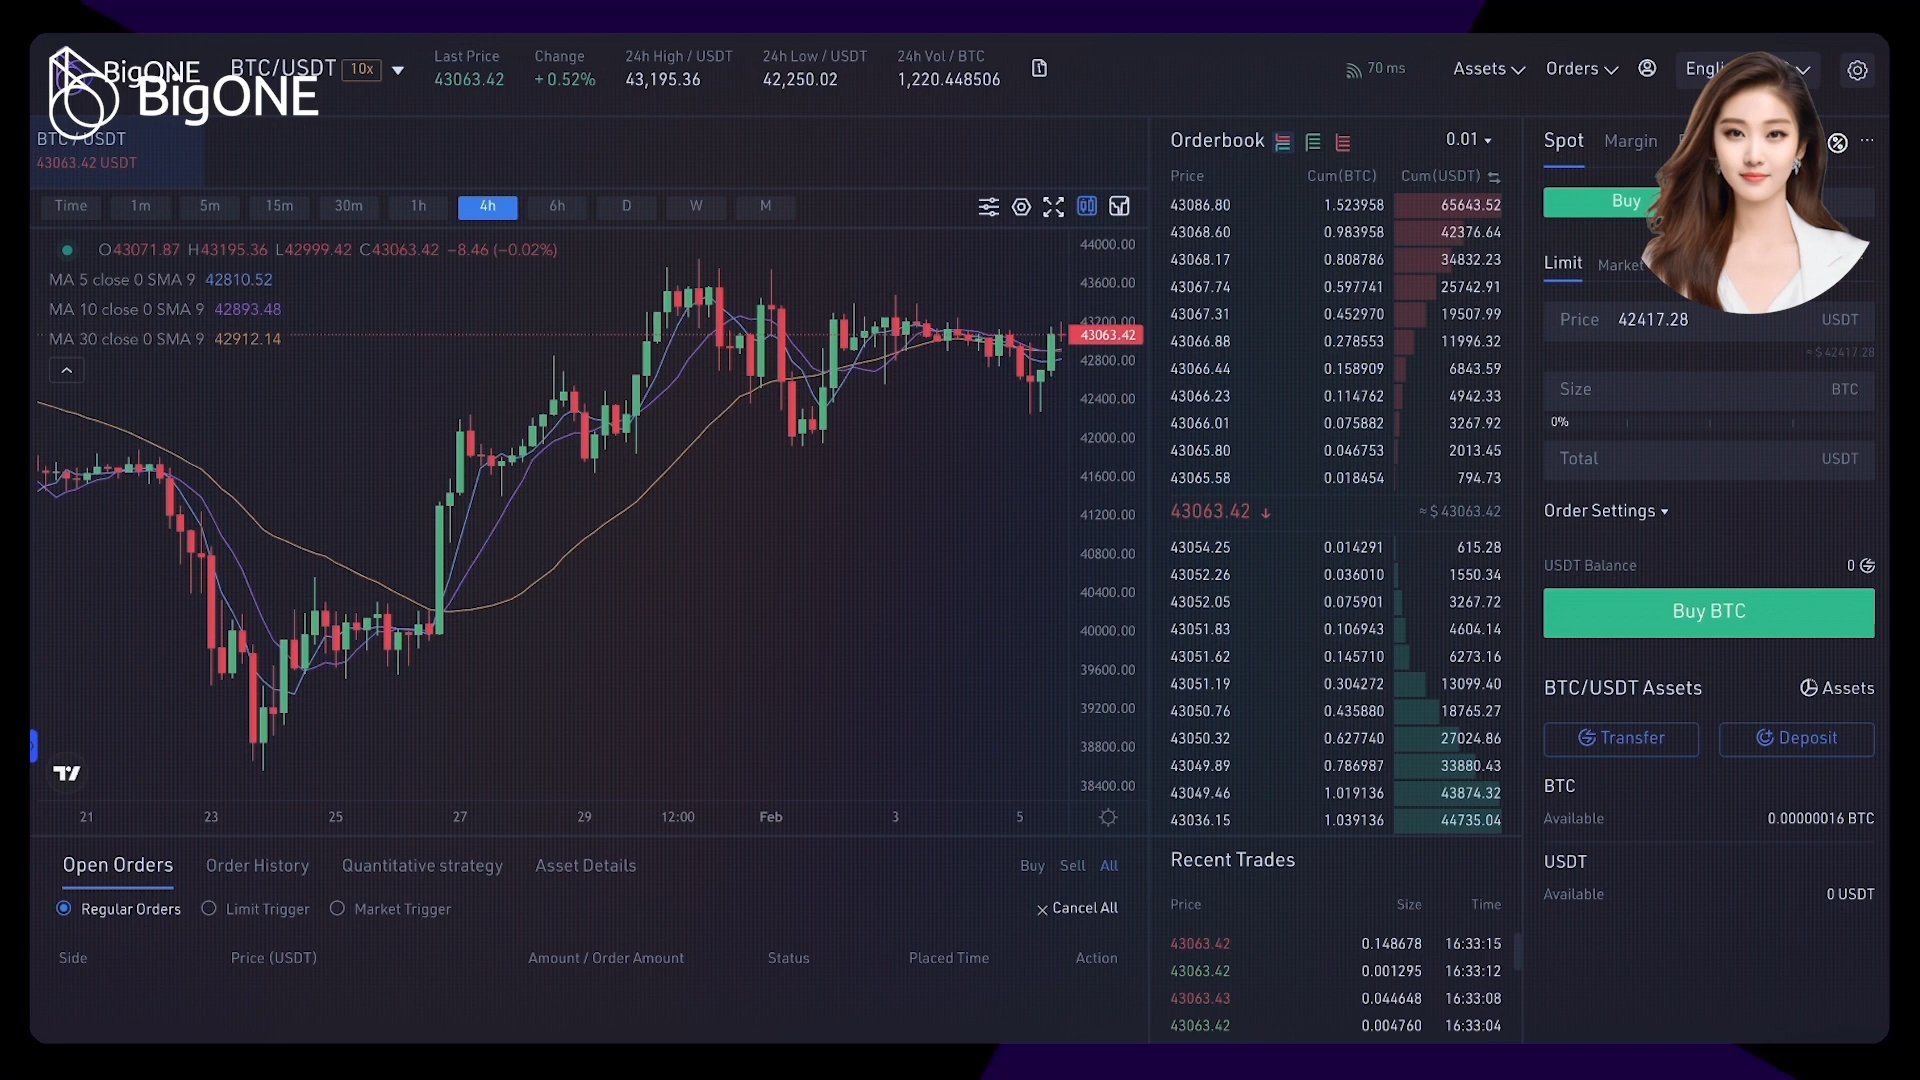 BigONE
BigONE
BTC/USDT 10x
Last Price
43063.42
Change
+0.52%
24h High / USDT
43,195.36
24h Low / USDT
42,250.02
24h Vol / BTC
1,220.448506
70 ms
Assets
Orders
BTC/USDT
43063.42 USDT
Time 1m 5m 15m 30m 1h 4h 6h D W M
O43071.87 H43195.36 L42999.42 C43063.42 −8.46 (−0.02%)
MA 5 close 0 SMA 9 42810.52
MA 10 close 0 SMA 9 42893.48
MA 30 close 0 SMA 9 42912.14
44000.00
43600.00
43200.00
43063.42
42800.00
42400.00
42000.00
41600.00
41200.00
40800.00
40400.00
40000.00
39600.00
39200.00
38800.00
38400.00
21 23 25 27 29 12:00 Feb 3 5
Orderbook 0.01
Price Cum(BTC) Cum(USDT)
43086.80 1.523958 65643.52
43068.60 0.983958 42376.64
43068.17 0.808786 34832.23
43067.74 0.597741 25742.91
43067.31 0.452970 19507.99
43066.88 0.278553 11996.32
43066.44 0.158909 6843.59
43066.23 0.114762 4942.33
43066.01 0.075882 3267.92
43065.80 0.046753 2013.45
43065.58 0.018454 794.73
43063.42 ↓ ≈ $ 43063.42
43054.25 0.014291 615.28
43052.26 0.036010 1550.34
43052.05 0.075901 3267.72
43051.83 0.106943 4604.14
43051.62 0.145710 6273.16
43051.19 0.304272 13099.40
43050.76 0.435880 18765.27
43050.32 0.627740 27024.86
43049.89 0.786987 33880.43
43049.46 1.019136 43874.32
43036.15 1.039136 44735.04
Recent Trades
Price Size Time
43063.42 0.148678 16:33:15
43063.42 0.001295 16:33:12
43063.43 0.044648 16:33:08
43063.42 0.004760 16:33:04
Spot Margin
Buy
Limit Market
Price 42417.28 USDT
≈ $ 42417.28
Size BTC
0%
Total USDT
Order Settings
USDT Balance 0
Buy BTC
BTC/USDT Assets Assets
Transfer Deposit
BTC
Available 0.00000016 BTC
USDT
Available 0 USDT
Open Orders Order History Quantitative strategy Asset Details Buy Sell All
Regular Orders Limit Trigger Market Trigger Cancel All
Side Price (USDT) Amount / Order Amount Status Placed Time Action